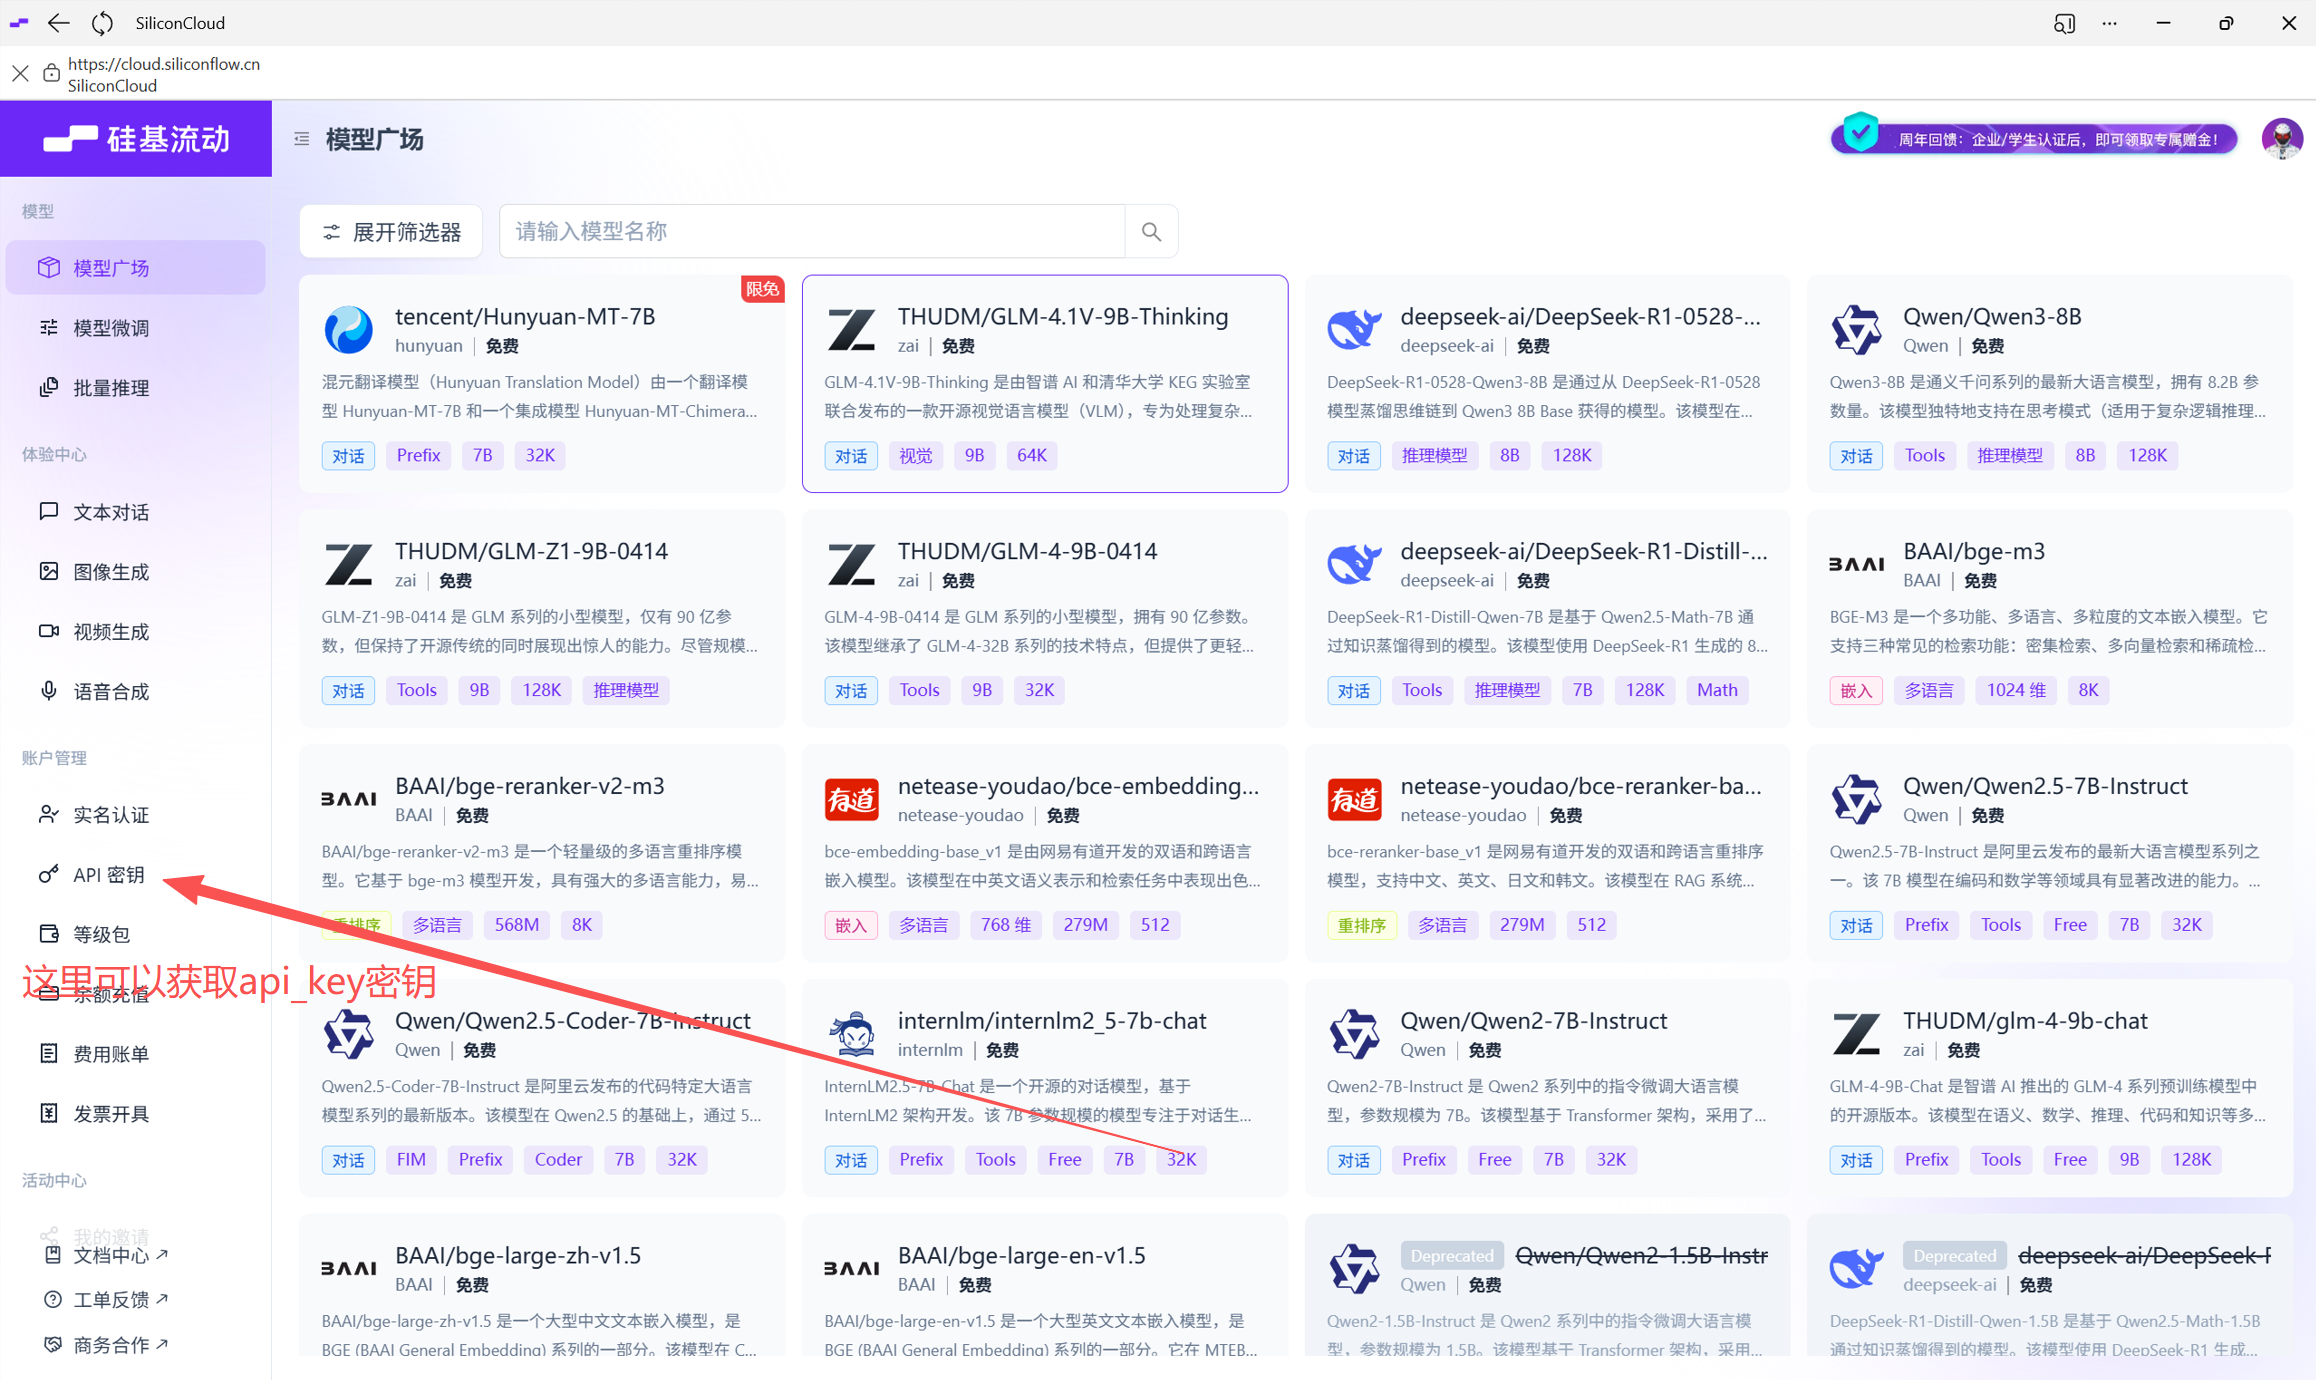 SiliconCloud
https://cloud.siliconflow.cn
SiliconCloud
硅基流动
模型广场
周年回馈：企业/学生认证后，即可领取专属赠金！
模型
模型广场
模型微调
批量推理
体验中心
文本对话
图像生成
视频生成
语音合成
账户管理
实名认证
API 密钥
等级包
这里可以获取api_key密钥
余额充值
费用账单
发票开具
活动中心
我的邀请
文档中心
工单反馈
商务合作
展开筛选器
请输入模型名称
限免
tencent/Hunyuan-MT-7B
hunyuan | 免费
混元翻译模型（Hunyuan Translation Model）由一个翻译模
型 Hunyuan-MT-7B 和一个集成模型 Hunyuan-MT-Chimera...
对话 Prefix 7B 32K
THUDM/GLM-4.1V-9B-Thinking
zai | 免费
GLM-4.1V-9B-Thinking 是由智谱 AI 和清华大学 KEG 实验室
联合发布的一款开源视觉语言模型（VLM），专为处理复杂...
对话 视觉 9B 64K
deepseek-ai/DeepSeek-R1-0528-...
deepseek-ai | 免费
DeepSeek-R1-0528-Qwen3-8B 是通过从 DeepSeek-R1-0528
模型蒸馏思维链到 Qwen3 8B Base 获得的模型。该模型在...
对话 推理模型 8B 128K
Qwen/Qwen3-8B
Qwen | 免费
Qwen3-8B 是通义千问系列的最新大语言模型，拥有 8.2B 参
数量。该模型独特地支持在思考模式（适用于复杂逻辑推理...
对话 Tools 推理模型 8B 128K
THUDM/GLM-Z1-9B-0414
zai | 免费
GLM-Z1-9B-0414 是 GLM 系列的小型模型，仅有 90 亿参
数，但保持了开源传统的同时展现出惊人的能力。尽管规模...
对话 Tools 9B 128K 推理模型
THUDM/GLM-4-9B-0414
zai | 免费
GLM-4-9B-0414 是 GLM 系列的小型模型，拥有 90 亿参数。
该模型继承了 GLM-4-32B 系列的技术特点，但提供了更轻...
对话 Tools 9B 32K
deepseek-ai/DeepSeek-R1-Distill-...
deepseek-ai | 免费
DeepSeek-R1-Distill-Qwen-7B 是基于 Qwen2.5-Math-7B 通
过知识蒸馏得到的模型。该模型使用 DeepSeek-R1 生成的 8...
对话 Tools 推理模型 7B 128K Math
BAAI
BAAI/bge-m3
BAAI | 免费
BGE-M3 是一个多功能、多语言、多粒度的文本嵌入模型。它
支持三种常见的检索功能：密集检索、多向量检索和稀疏检...
嵌入 多语言 1024 维 8K
BAAI
BAAI/bge-reranker-v2-m3
BAAI | 免费
BAAI/bge-reranker-v2-m3 是一个轻量级的多语言重排序模
型。它基于 bge-m3 模型开发，具有强大的多语言能力，易...
重排序 多语言 568M 8K
有道
netease-youdao/bce-embedding...
netease-youdao | 免费
bce-embedding-base_v1 是由网易有道开发的双语和跨语言
嵌入模型。该模型在中英文语义表示和检索任务中表现出色...
嵌入 多语言 768 维 279M 512
有道
netease-youdao/bce-reranker-ba...
netease-youdao | 免费
bce-reranker-base_v1 是网易有道开发的双语和跨语言重排序
模型，支持中文、英文、日文和韩文。该模型在 RAG 系统...
重排序 多语言 279M 512
Qwen/Qwen2.5-7B-Instruct
Qwen | 免费
Qwen2.5-7B-Instruct 是阿里云发布的最新大语言模型系列之
一。该 7B 模型在编码和数学等领域具有显著改进的能力。...
对话 Prefix Tools Free 7B 32K
Qwen/Qwen2.5-Coder-7B-Instruct
Qwen | 免费
Qwen2.5-Coder-7B-Instruct 是阿里云发布的代码特定大语言
模型系列的最新版本。该模型在 Qwen2.5 的基础上，通过 5...
对话 FIM Prefix Coder 7B 32K
internlm/internlm2_5-7b-chat
internlm | 免费
InternLM2.5-7B-Chat 是一个开源的对话模型，基于
InternLM2 架构开发。该 7B 参数规模的模型专注于对话生...
对话 Prefix Tools Free 7B 32K
Qwen/Qwen2-7B-Instruct
Qwen | 免费
Qwen2-7B-Instruct 是 Qwen2 系列中的指令微调大语言模
型，参数规模为 7B。该模型基于 Transformer 架构，采用了...
对话 Prefix Free 7B 32K
THUDM/glm-4-9b-chat
zai | 免费
GLM-4-9B-Chat 是智谱 AI 推出的 GLM-4 系列预训练模型中
的开源版本。该模型在语义、数学、推理、代码和知识等多...
对话 Prefix Tools Free 9B 128K
BAAI
BAAI/bge-large-zh-v1.5
BAAI | 免费
BAAI/bge-large-zh-v1.5 是一个大型中文文本嵌入模型，是
BGE (BAAI General Embedding) 系列的一部分。该模型在 C...
BAAI
BAAI/bge-large-en-v1.5
BAAI | 免费
BAAI/bge-large-en-v1.5 是一个大型英文文本嵌入模型，是
BGE (BAAI General Embedding) 系列的一部分。它在 MTEB...
Deprecated Qwen/Qwen2-1.5B-Instr
Qwen | 免费
Qwen2-1.5B-Instruct 是 Qwen2 系列中的指令微调大语言模
型，参数规模为 1.5B。该模型基于 Transformer 架构，采用...
Deprecated deepseek-ai/DeepSeek-R
deepseek-ai | 免费
DeepSeek-R1-Distill-Qwen-1.5B 是基于 Qwen2.5-Math-1.5B
通过知识蒸馏得到的模型。该模型使用 DeepSeek-R1 生成...